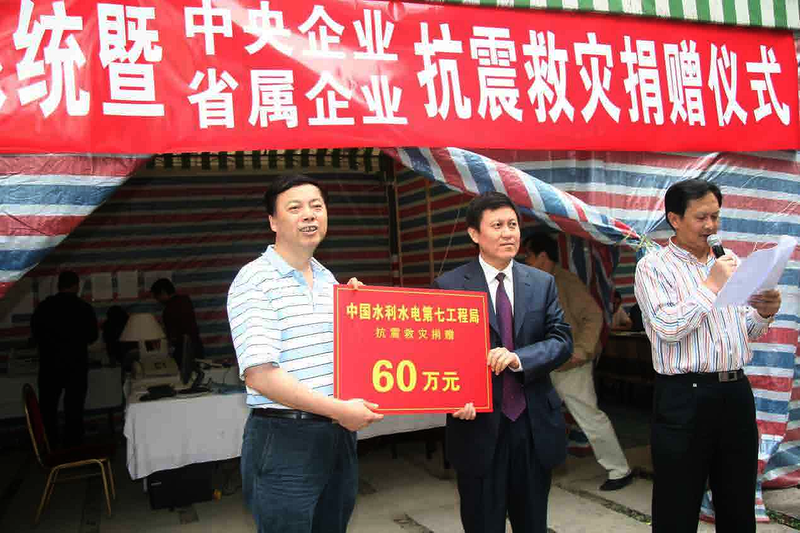 统暨
中央企业
省属企业
抗震救灾捐赠仪式
中国水利水电第七工程局
抗震救灾捐赠
60万元